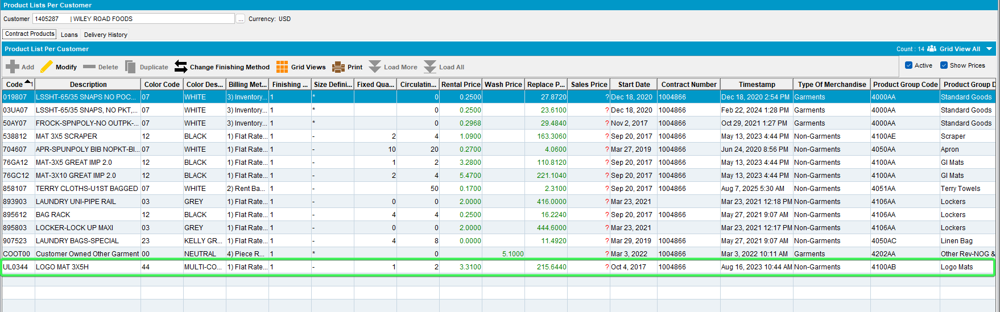 Product Lists Per Customer
Customer 1405287 | WILEY ROAD FOODS ... Currency: USD
Contract Products Loans Delivery History
Product List Per Customer Count : 14 Grid View All
Add Modify Delete Duplicate Change Finishing Method Grid Views Print Load More Load All Active Show Prices
Code 1 Description Color Code Color Des... Billing Met... Finishing ... Size Defini... Fixed Qua... Circulatin... Rental Price Wash Price Replace P... Sales Price Start Date Contract Number Timestamp Type Of Merchandise Product Group Code Product Group D
019807 LSSHT-65/35 SNAPS NO POC... 07 WHITE 3) Inventory... 1 * 0 0.2500 27.8720 ? Dec 18, 2020 1004866 Dec 18, 2020 2:54 PM Garments 4000AA Standard Goods
03UA07 LSSHT-65/35 SNAPS, NO PKT,... 07 WHITE 3) Inventory... 1 * 0 0.2500 23.6100 ? Dec 18, 2020 1004866 Feb 22, 2024 1:28 PM Garments 4000AA Standard Goods
50AY07 FROCK-SPNPOLY-NO OUTPK-... 07 WHITE 3) Inventory... 1 * 0 0.2968 29.4840 ? Nov 2, 2017 1004866 Oct 29, 2021 1:27 PM Garments 4000AA Standard Goods
538812 MAT 3X5 SCRAPER 12 BLACK 1) Flat Rate... 1 - 2 4 1.0900 163.3060 ? Sep 20, 2017 1004866 May 13, 2023 4:44 PM Non-Garments 4100AE Scraper
704607 APR-SPUNPOLY BIB NOPKT-BI... 07 WHITE 1) Flat Rate... 1 - 10 20 0.2700 4.0600 ? Mar 27, 2019 1004866 Jun 24, 2020 8:56 PM Non-Garments 4050AA Apron
76GA12 MAT-3X5 GREAT IMP 2.0 12 BLACK 1) Flat Rate... 1 - 1 2 3.2800 110.8120 ? Sep 20, 2017 1004866 May 13, 2023 4:44 PM Non-Garments 4100AA GI Mats
76GC12 MAT-3X10 GREAT IMP 2.0 12 BLACK 1) Flat Rate... 1 - 2 4 5.4700 221.1040 ? Sep 20, 2017 1004866 May 13, 2023 4:44 PM Non-Garments 4100AA GI Mats
858107 TERRY CLOTHS-U1ST BAGGED 07 WHITE 2) Rent Ba... 1 - 50 0.1700 2.3100 ? Sep 20, 2017 1004866 Aug 7, 2025 5:30 AM Non-Garments 4051AA Terry Towels
893903 LAUNDRY UNI-PIPE RAIL 03 GREY 1) Flat Rate... 1 - 0 0 2.0000 416.0000 ? Mar 23, 2021 Mar 23, 2021 12:18 PM Non-Garments 4106AA Lockers
895612 BAG RACK 12 BLACK 1) Flat Rate... 1 - 4 4 0.2500 16.2240 ? Sep 20, 2017 1004866 May 27, 2021 9:07 AM Non-Garments 4106AA Lockers
895803 LOCKER-LOCK UP MAXI 03 GREY 1) Flat Rate... 1 - 0 0 2.0000 444.6000 ? Mar 23, 2021 Mar 23, 2021 12:17 PM Non-Garments 4106AA Lockers
907523 LAUNDRY BAGS-SPECIAL 23 KELLY GR... 1) Flat Rate... 1 - 4 8 0.0000 11.4920 ? Mar 29, 2019 1004866 May 27, 2021 9:07 AM Non-Garments 4050AC Linen Bag
COOT00 Customer Owned Other Garment 00 NEUTRAL 4) Piece R... 1 * 0 5.1000 ? Mar 3, 2022 1004866 Mar 3, 2022 10:11 AM Garments 4202AA Other Rev-NOG &
UL0344 LOGO MAT 3X5H 44 MULTI-CO... 1) Flat Rate... 1 - 1 2 3.3100 215.6440 ? Oct 4, 2017 1004866 Aug 16, 2023 10:44 AM Non-Garments 4100AB Logo Mats